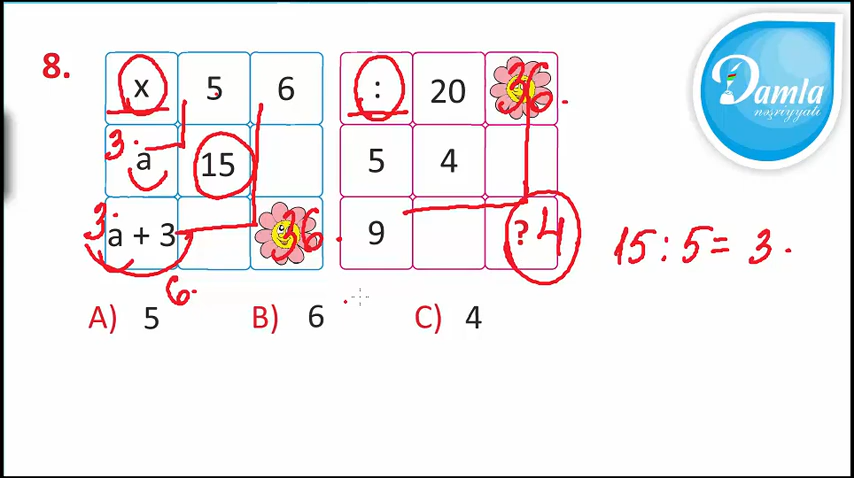 8.
x 5 6
3. a 15
3. a + 3 36.
6.
: 20 36.
5 4
9 ? 4
15 : 5 = 3.
A) 5 B) 6 C) 4
Damla
nəşriyyatı